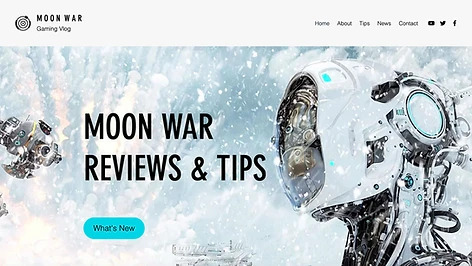 MOON WAR
Gaming Vlog
Home About Tips News Contact
MOON WAR
REVIEWS & TIPS
What's New